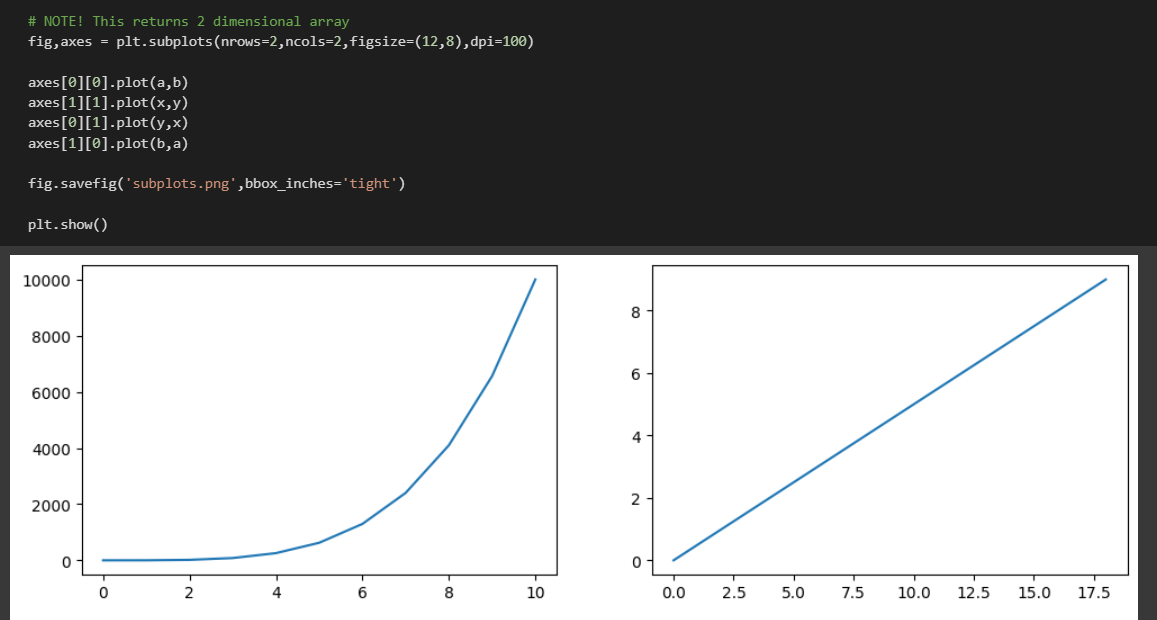 # NOTE! This returns 2 dimensional array
fig,axes = plt.subplots(nrows=2,ncols=2,figsize=(12,8),dpi=100)
axes[0][0].plot(a,b)
axes[1][1].plot(x,y)
axes[0][1].plot(y,x)
axes[1][0].plot(b,a)
fig.savefig('subplots.png',bbox_inches='tight')
plt.show()
10000
8000
6000
4000
2000
0
0 2 4 6 8 10
8
6
4
2
0
0.0 2.5 5.0 7.5 10.0 12.5 15.0 17.5